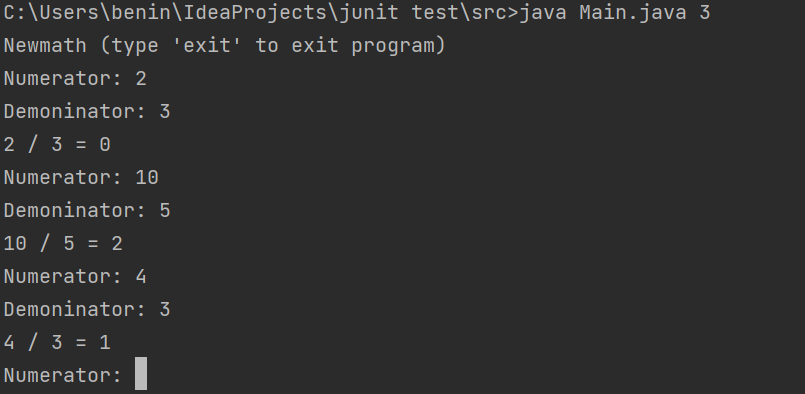 C:\Users\benin\IdeaProjects\junit test\src>java Main.java 3
Newmath (type 'exit' to exit program)
Numerator: 2
Demoninator: 3
2 / 3 = 0
Numerator: 10
Demoninator: 5
10 / 5 = 2
Numerator: 4
Demoninator: 3
4 / 3 = 1
Numerator: